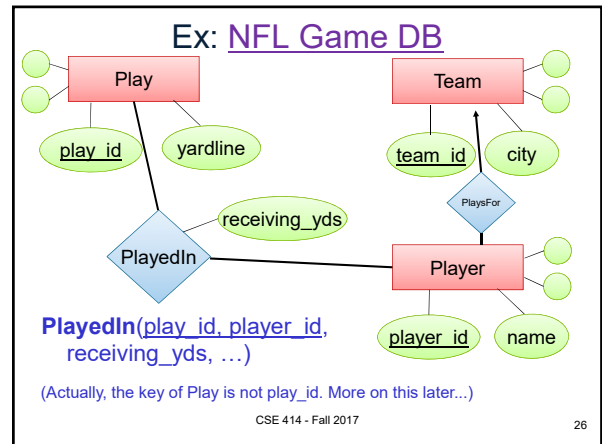 Ex: NFL Game DB
Play
Team
play_id
yardline
team_id
city
receiving_yds
PlaysFor
PlayedIn
Player
player_id
name
PlayedIn(play_id, player_id,
receiving_yds, …)
(Actually, the key of Play is not play_id. More on this later...)
CSE 414 - Fall 2017
26